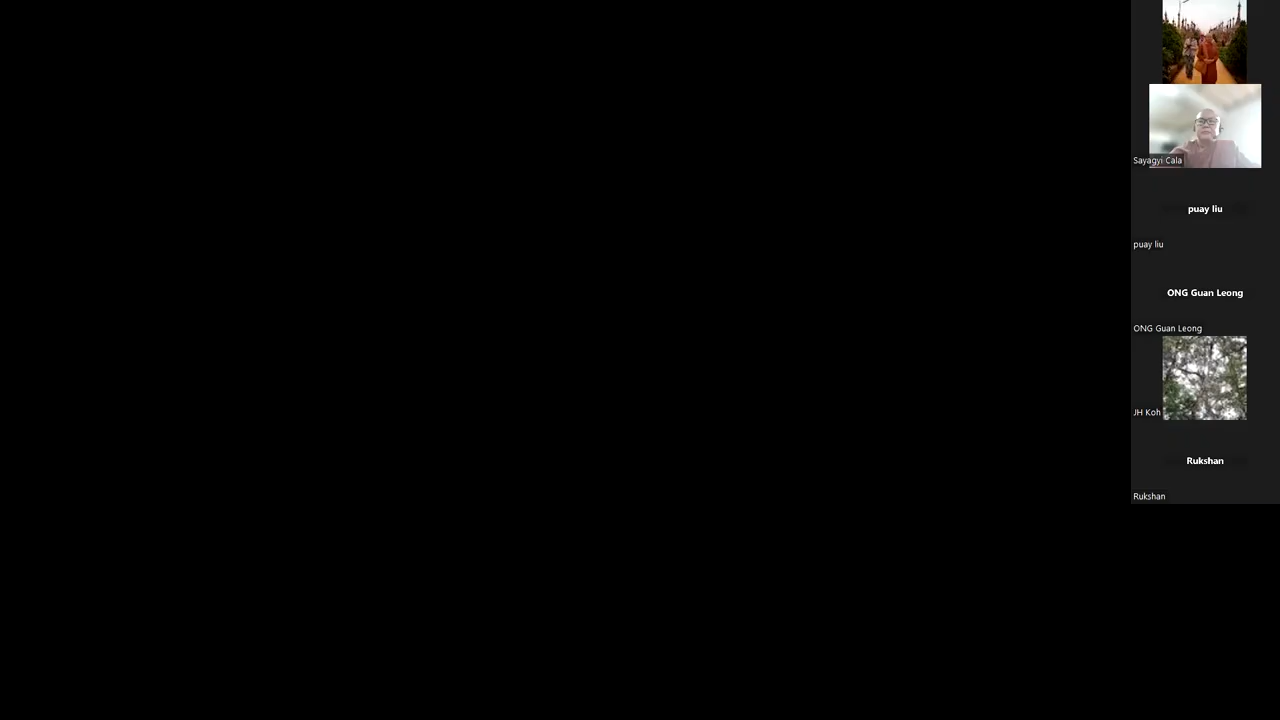 Sayagyi Cala
puay liu
puay liu
ONG Guan Leong
ONG Guan Leong
JH Koh
Rukshan
Rukshan